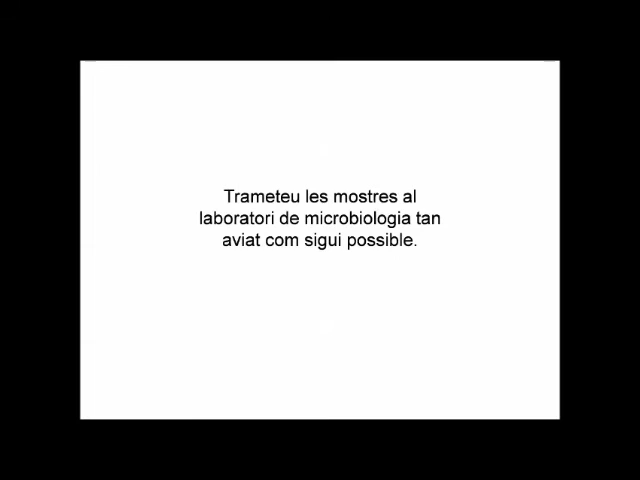 Trameteu les mostres al
laboratori de microbiologia tan
aviat com sigui possible.